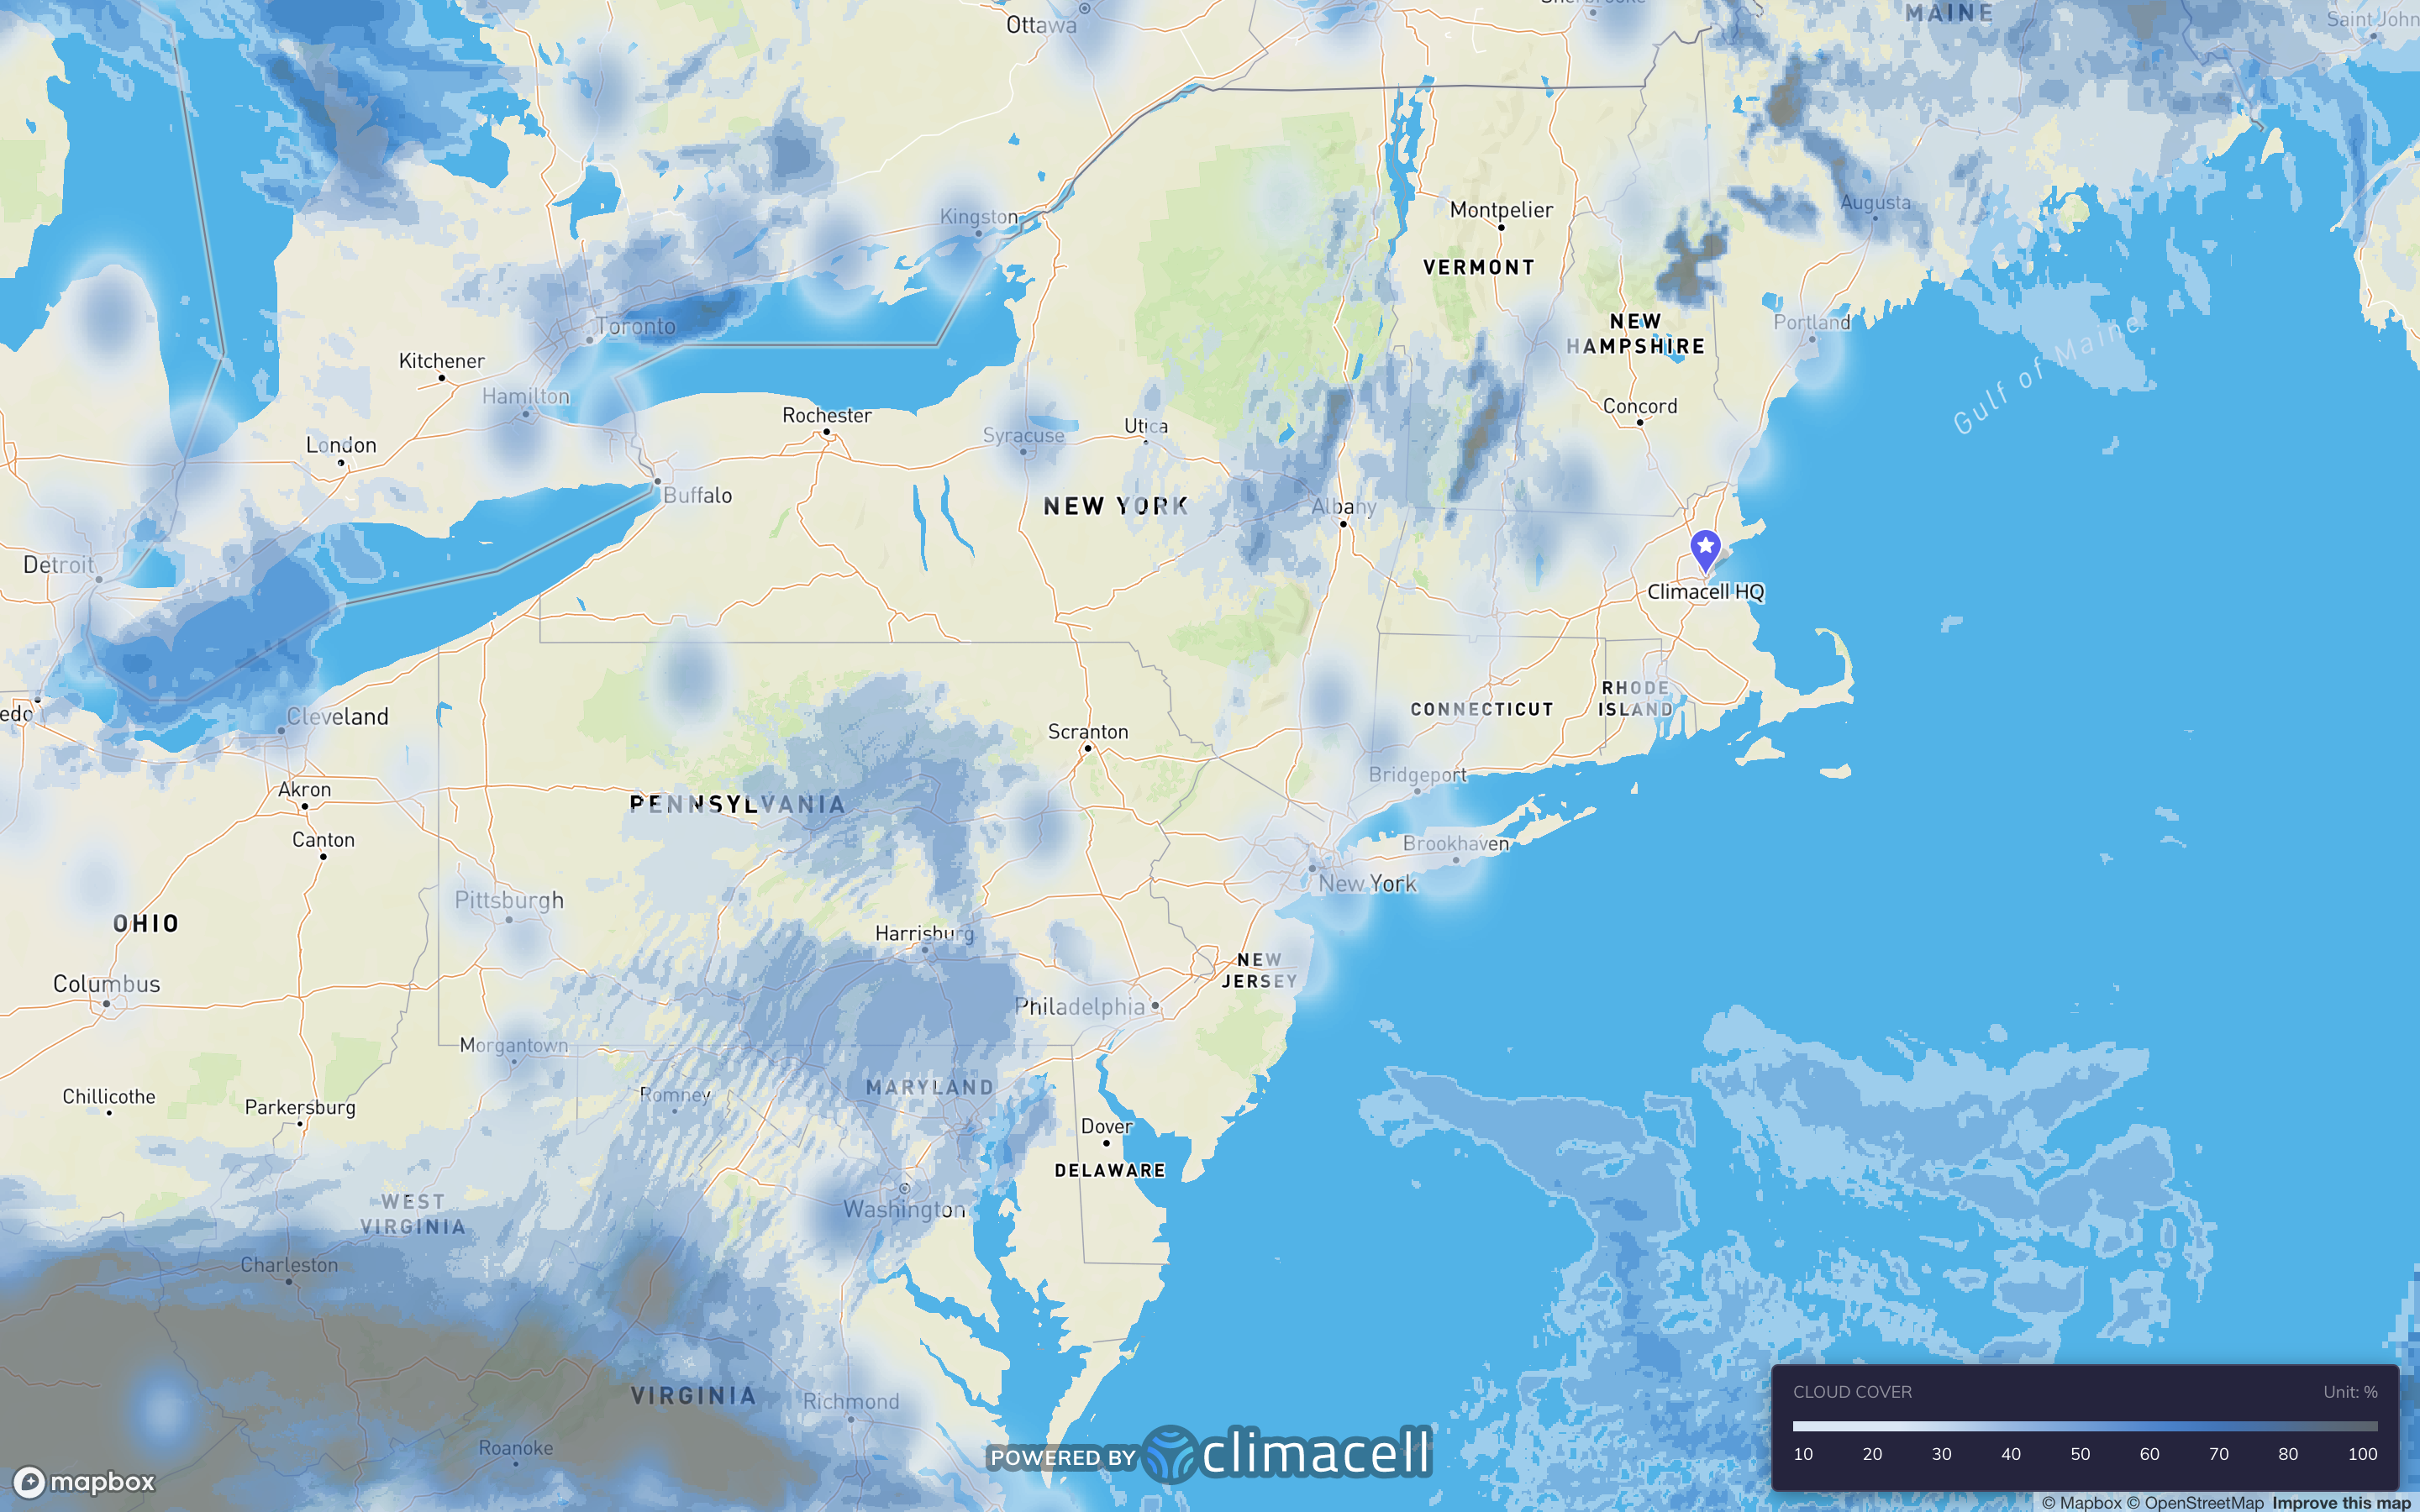 Ottawa
MAINE
Saint John
Kingston
Montpelier
VERMONT
Augusta
Toronto
NEW
HAMPSHIRE
Portland
Gulf of Maine
Kitchener
Hamilton
Rochester
Syracuse
Utica
Concord
London
Buffalo
NEW YORK
Albany
Detroit
Climacell HQ
edo
Cleveland
Scranton
CONNECTICUT
RHODE
ISLAND
Bridgeport
Akron
PENNSYLVANIA
Canton
Brookhaven
New York
Pittsburgh
OHIO
Harrisburg
Columbus
NEW
JERSEY
Philadelphia
Morgantown
MARYLAND
Romney
Chillicothe
Parkersburg
Dover
DELAWARE
WEST
VIRGINIA
Washington
Charleston
VIRGINIA
Richmond
Roanoke
CLOUD COVER Unit: %
10 20 30 40 50 60 70 80 100
POWERED BY climacell
mapbox
© Mapbox © OpenStreetMap Improve this map